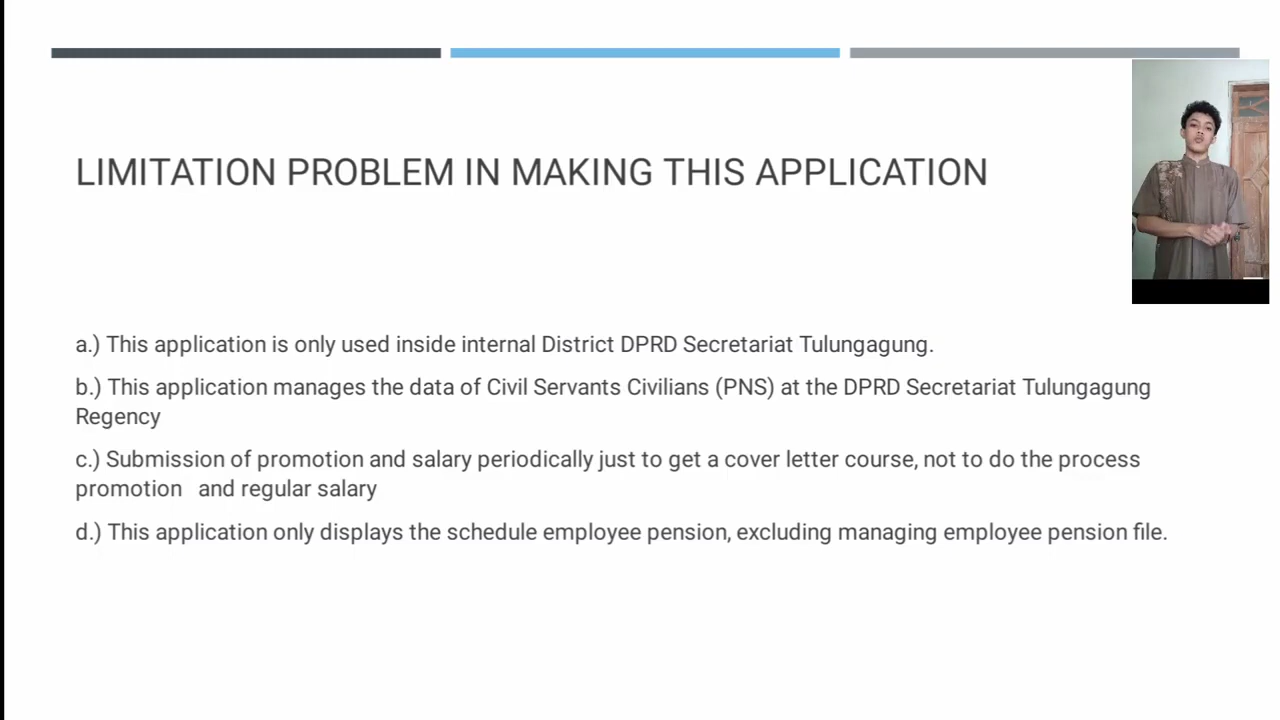 LIMITATION PROBLEM IN MAKING THIS APPLICATION
a.) This application is only used inside internal District DPRD Secretariat Tulungagung.
b.) This application manages the data of Civil Servants Civilians (PNS) at the DPRD Secretariat Tulungagung
Regency
c.) Submission of promotion and salary periodically just to get a cover letter course, not to do the process
promotion   and regular salary
d.) This application only displays the schedule employee pension, excluding managing employee pension file.